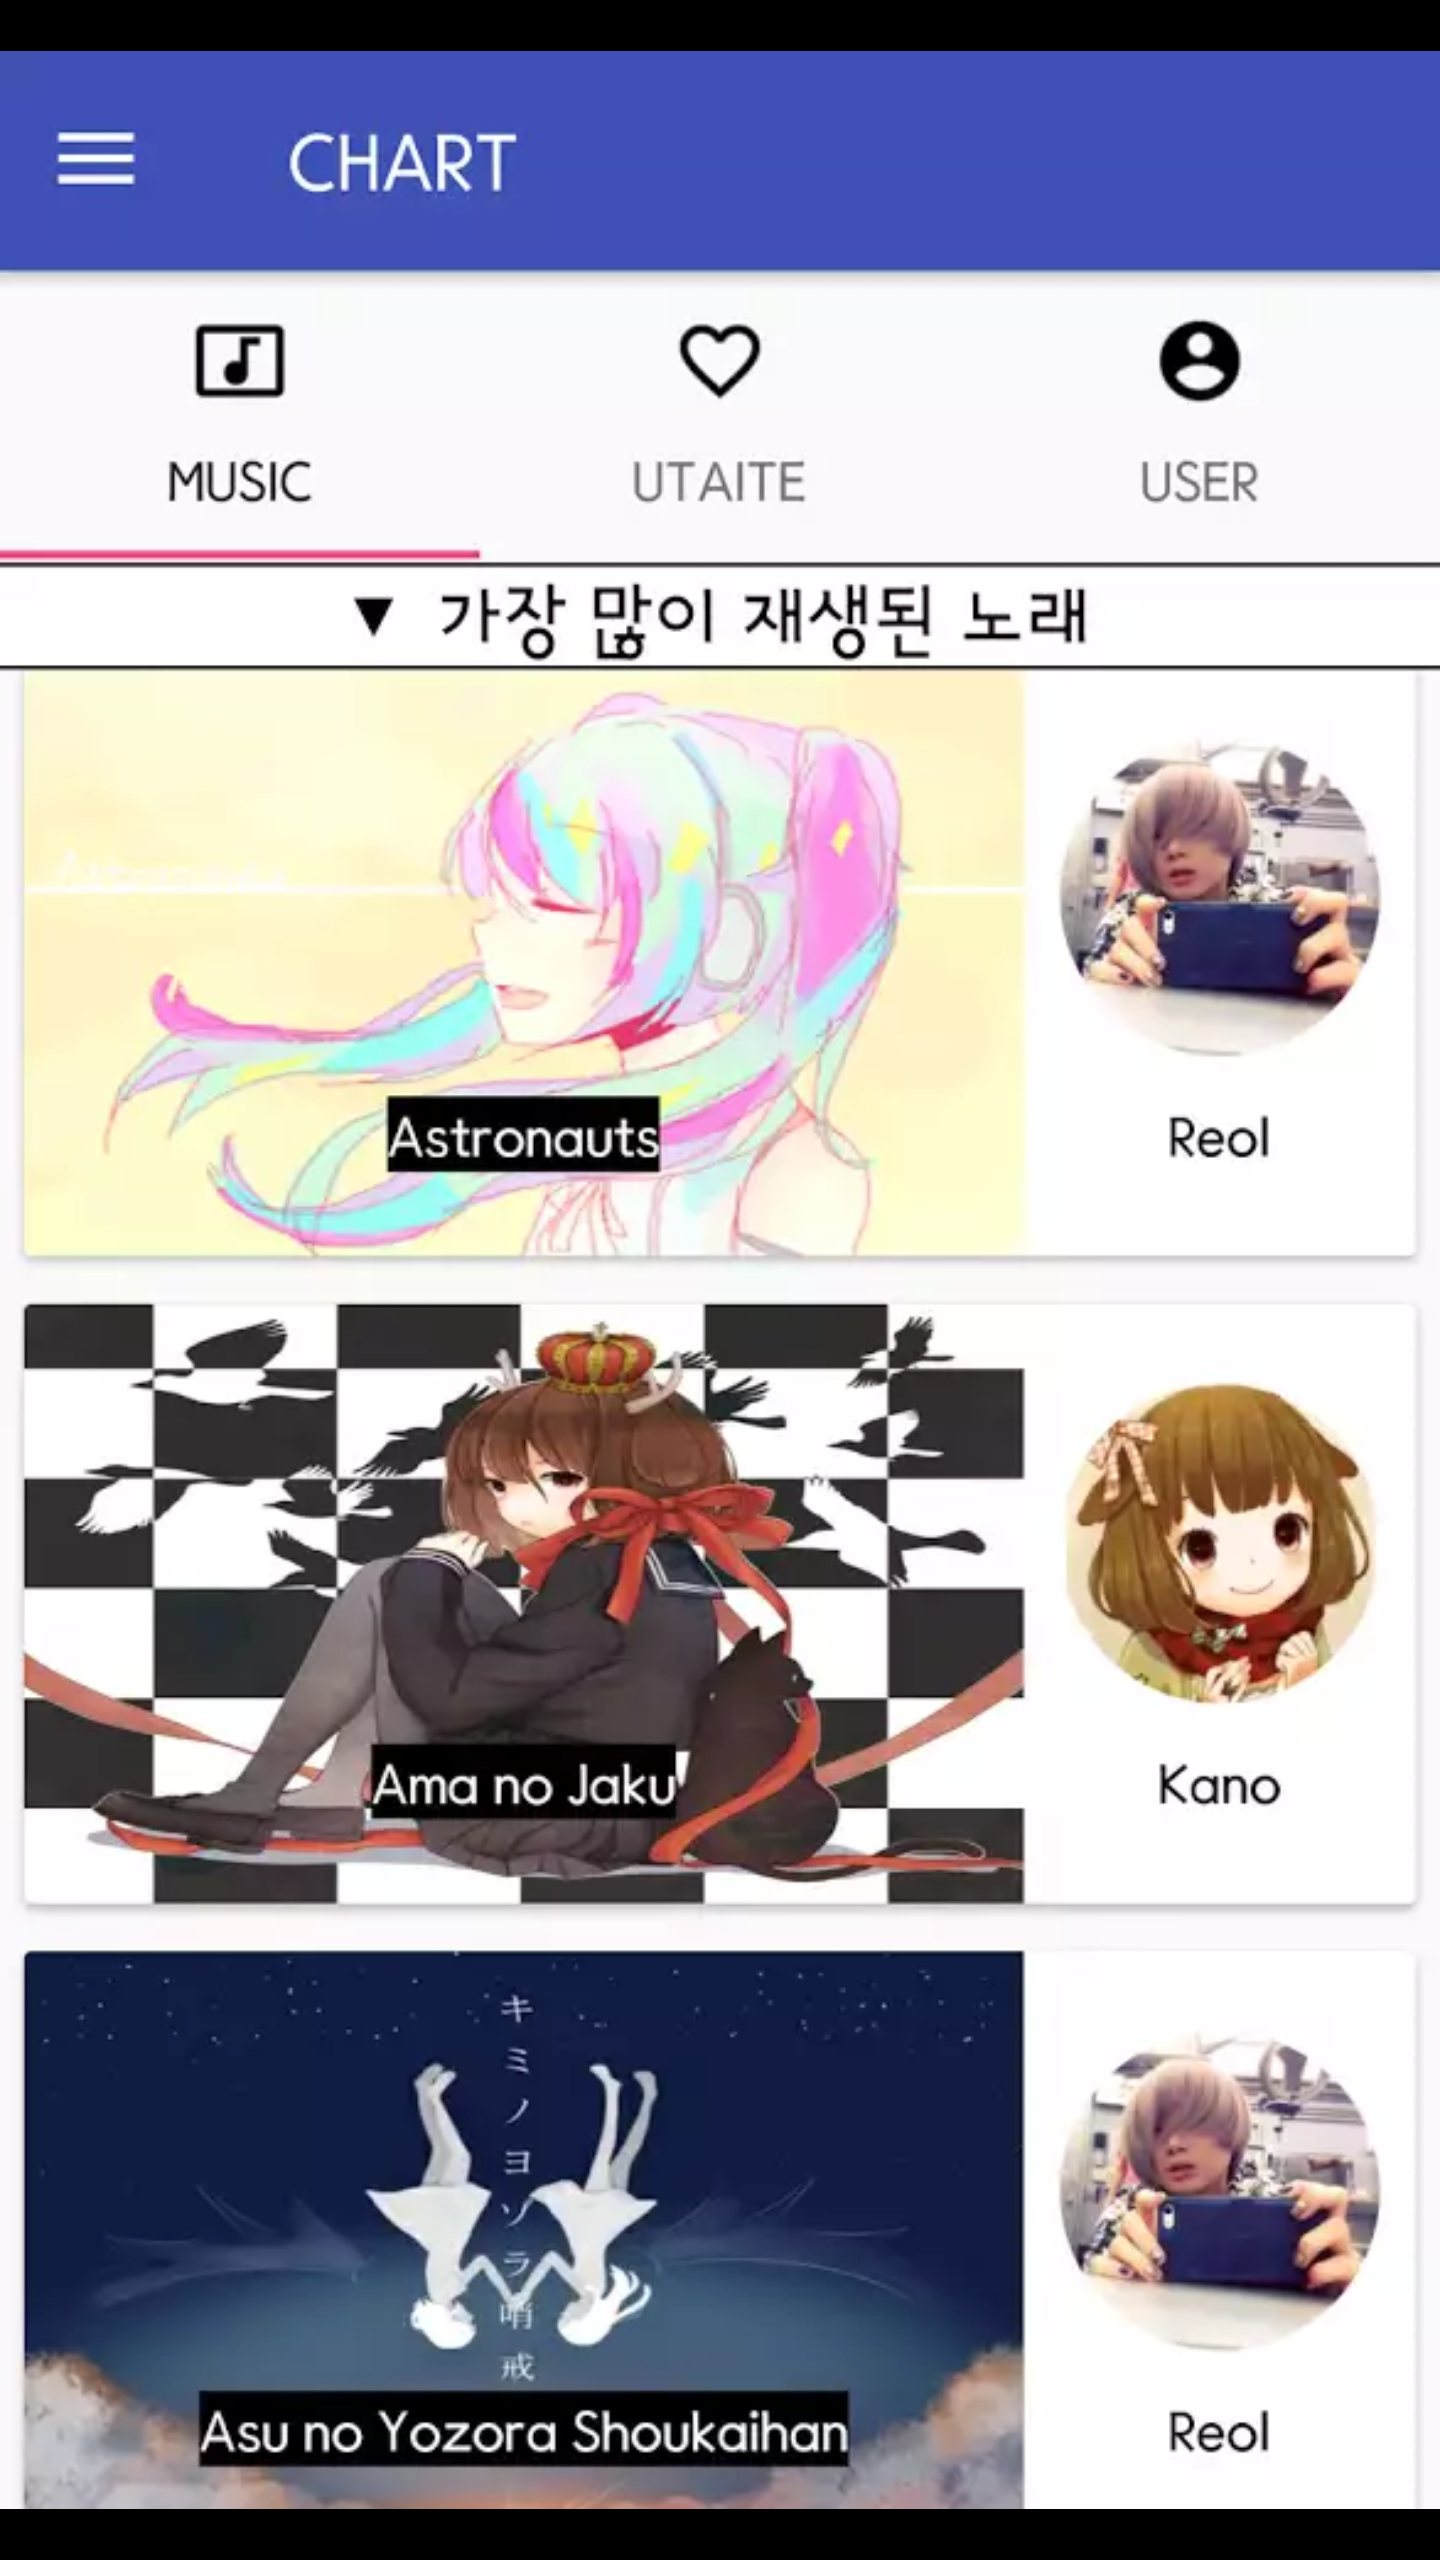 CHART
MUSIC
UTAITE
USER
▼ 가장 많이 재생된 노래
Astronauts
Reol
Ama no Jaku
Kano
キミノヨゾラ哨戒
Asu no Yozora Shoukaihan
Reol